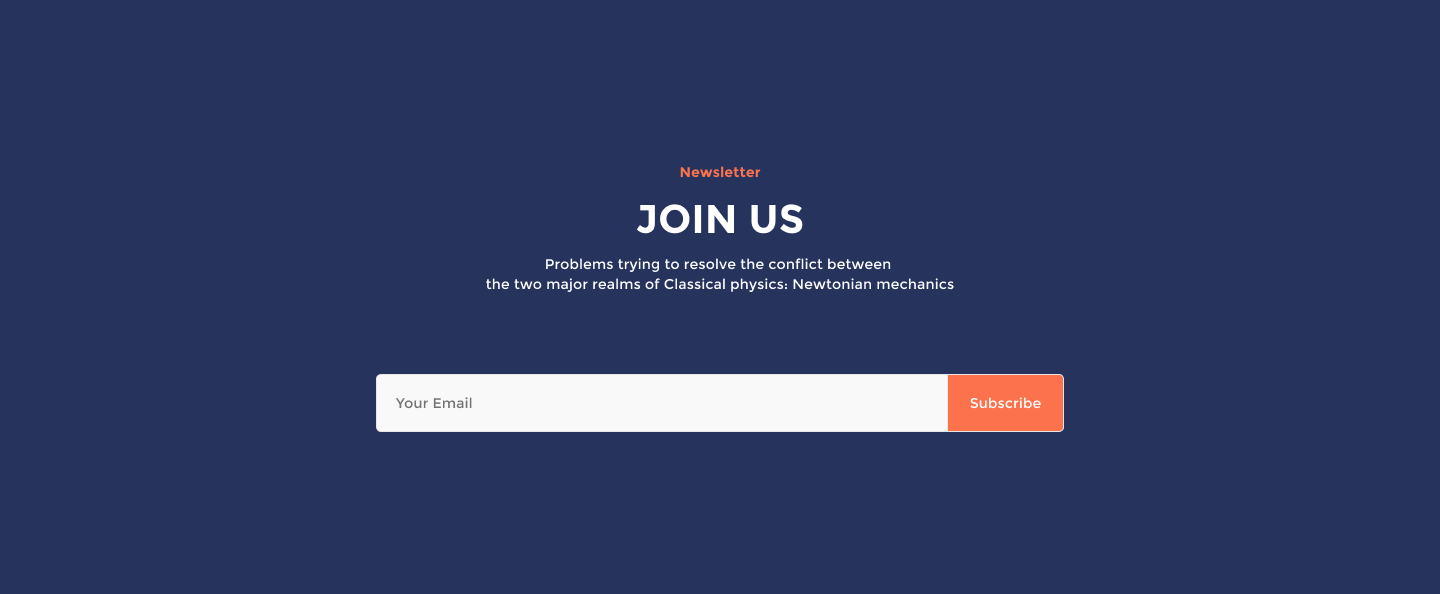 Newsletter
JOIN US
Problems trying to resolve the conflict between
the two major realms of Classical physics: Newtonian mechanics
Your Email
Subscribe